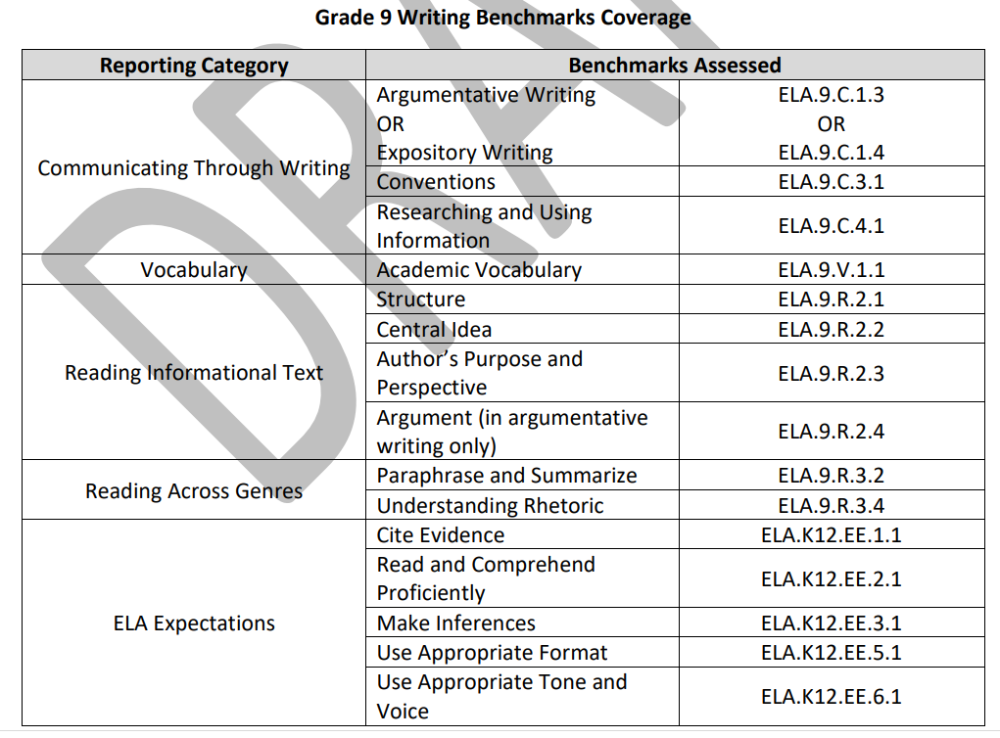 Grade 9 Writing Benchmarks Coverage
Reporting Category
Benchmarks Assessed
Communicating Through Writing
Argumentative Writing
OR
Expository Writing
ELA.9.C.1.3
OR
ELA.9.C.1.4
Conventions
ELA.9.C.3.1
Researching and Using
Information
ELA.9.C.4.1
Vocabulary
Academic Vocabulary
ELA.9.V.1.1
Reading Informational Text
Structure
ELA.9.R.2.1
Central Idea
ELA.9.R.2.2
Author’s Purpose and
Perspective
ELA.9.R.2.3
Argument (in argumentative
writing only)
ELA.9.R.2.4
Reading Across Genres
Paraphrase and Summarize
ELA.9.R.3.2
Understanding Rhetoric
ELA.9.R.3.4
ELA Expectations
Cite Evidence
ELA.K12.EE.1.1
Read and Comprehend
Proficiently
ELA.K12.EE.2.1
Make Inferences
ELA.K12.EE.3.1
Use Appropriate Format
ELA.K12.EE.5.1
Use Appropriate Tone and
Voice
ELA.K12.EE.6.1